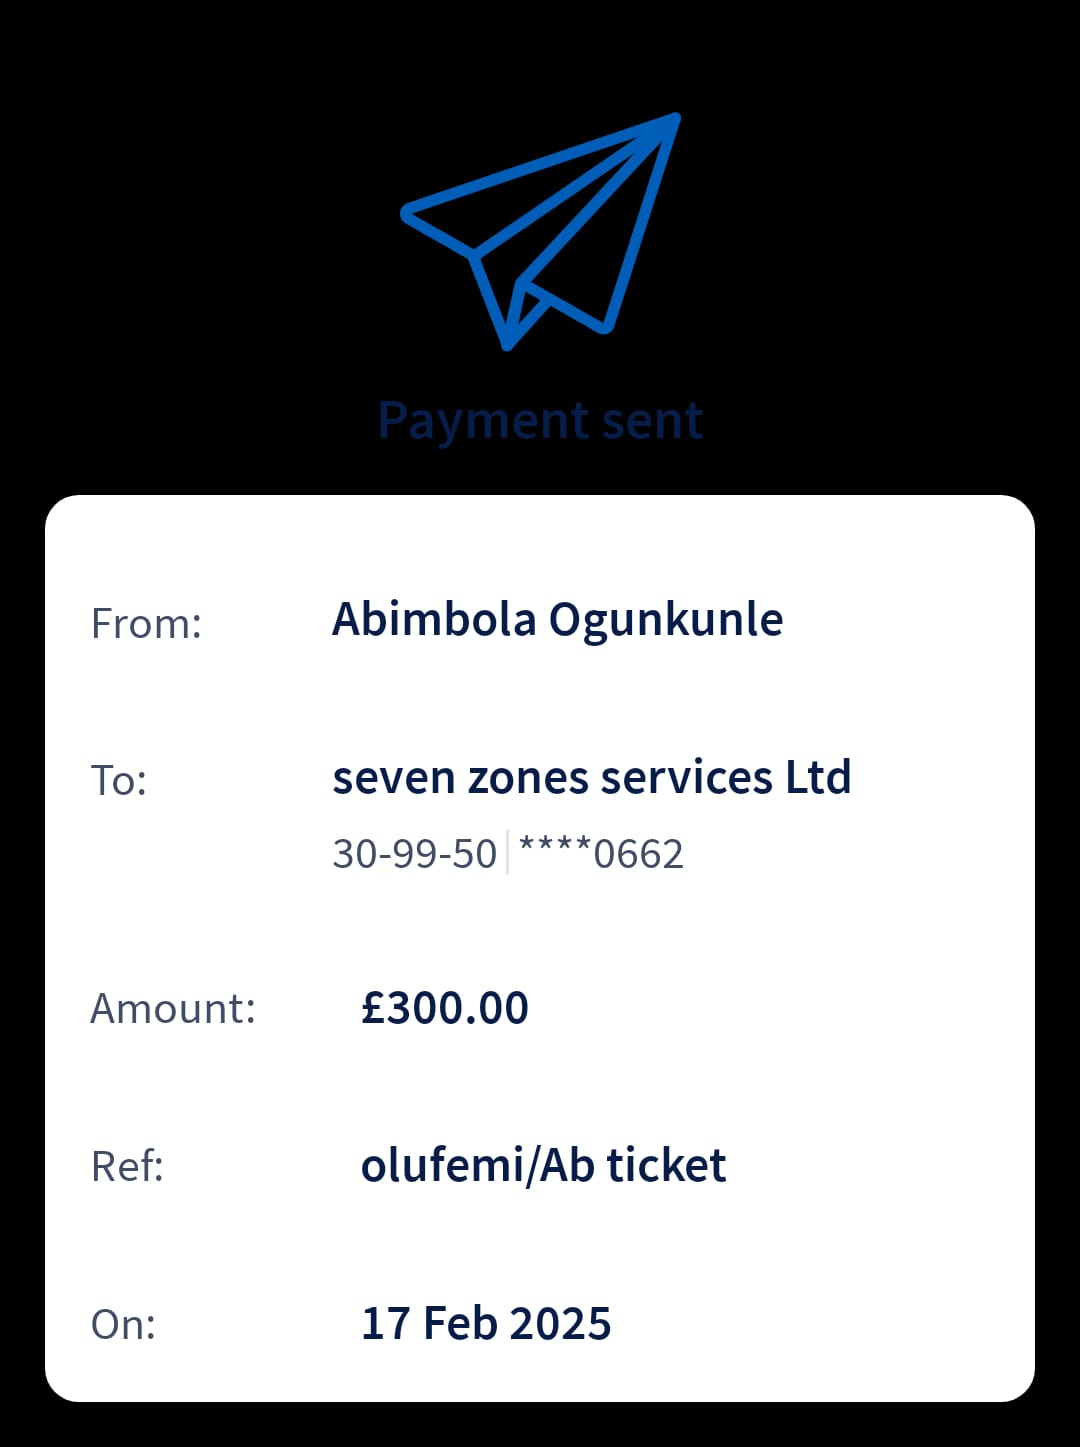 Payment sent
From: Abimbola Ogunkunle
To: seven zones services Ltd
30-99-50 ****0662
Amount: £300.00
Ref: olufemi/Ab ticket
On: 17 Feb 2025